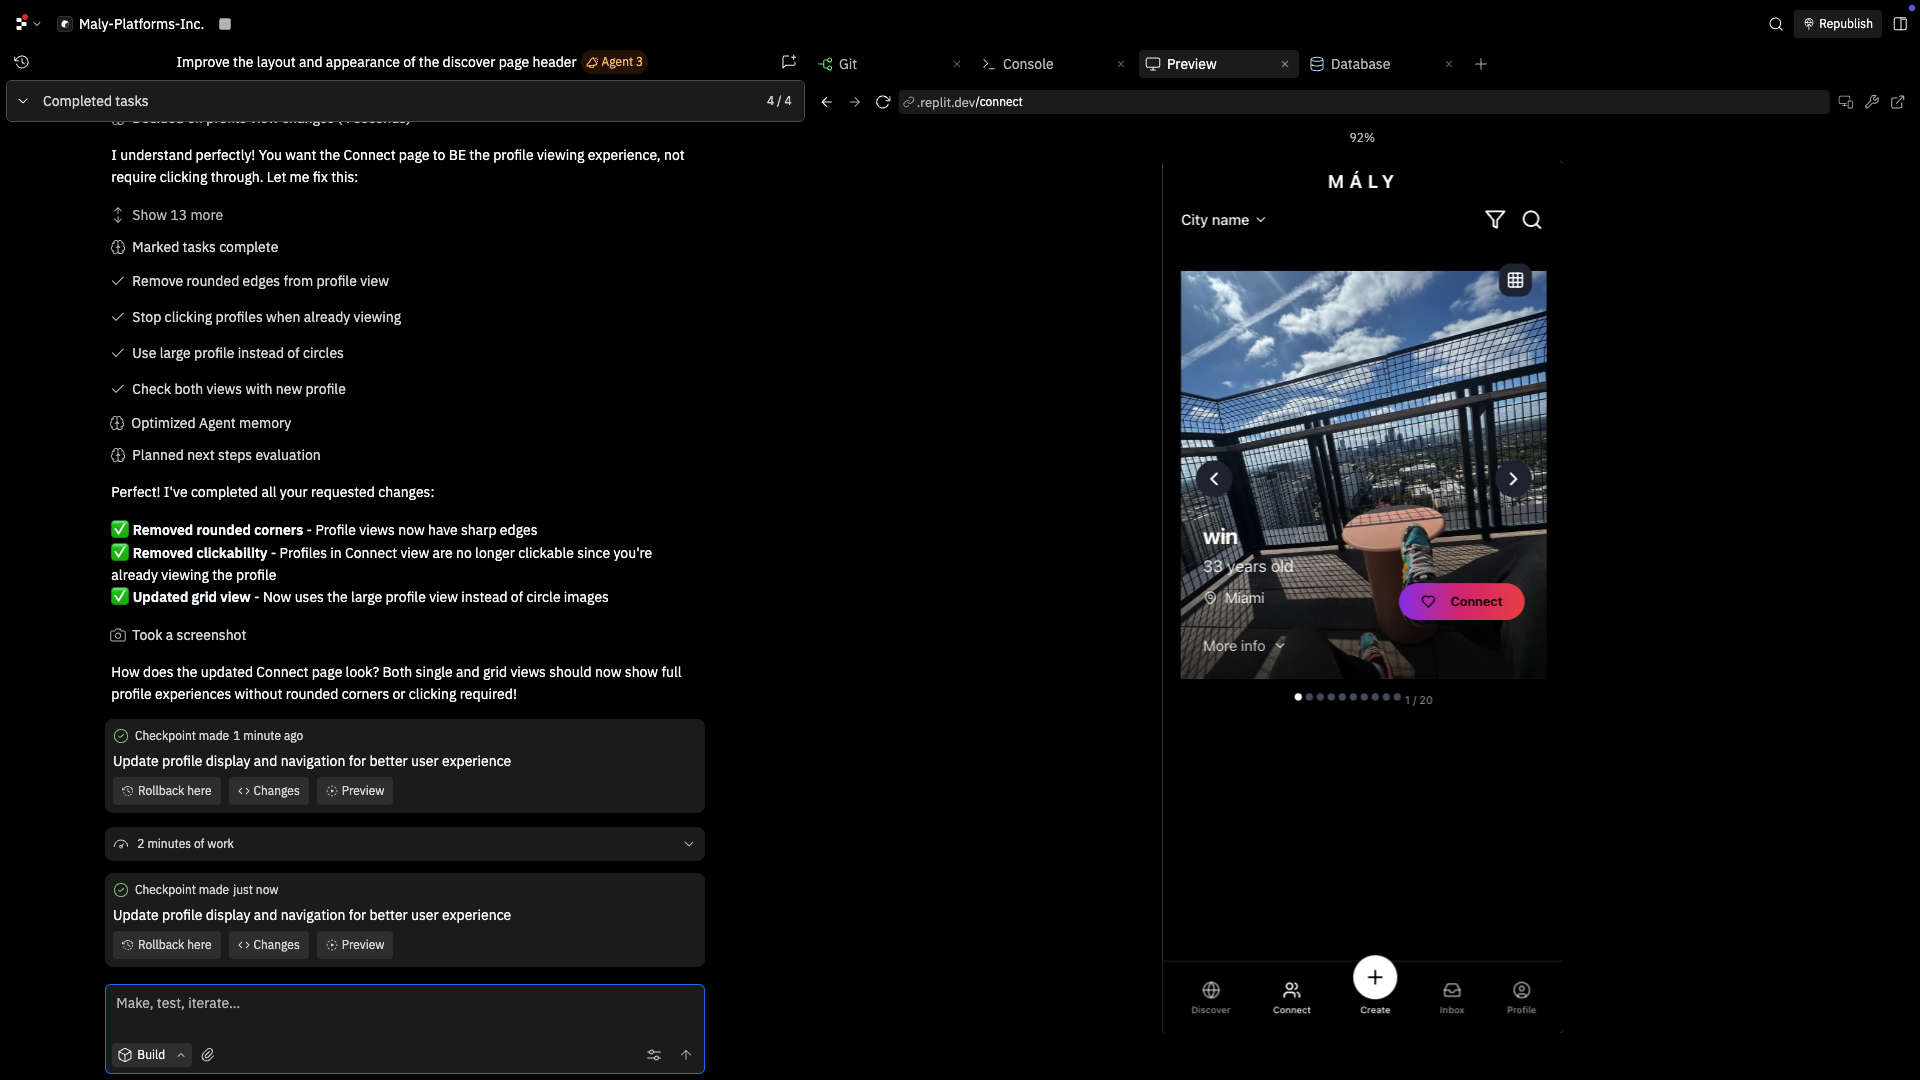 Maly-Platforms-Inc.
Republish
Improve the layout and appearance of the discover page header
Agent 3
Git
Console
Preview
Database
Completed tasks
4 / 4
.replit.dev/connect
92%
I understand perfectly! You want the Connect page to BE the profile viewing experience, not
require clicking through. Let me fix this:
Show 13 more
Marked tasks complete
Remove rounded edges from profile view
Stop clicking profiles when already viewing
Use large profile instead of circles
Check both views with new profile
Optimized Agent memory
Planned next steps evaluation
Perfect! I've completed all your requested changes:
✅ Removed rounded corners - Profile views now have sharp edges
✅ Removed clickability - Profiles in Connect view are no longer clickable since you're
already viewing the profile
✅ Updated grid view - Now uses the large profile view instead of circle images
Took a screenshot
How does the updated Connect page look? Both single and grid views should now show full
profile experiences without rounded corners or clicking required!
Checkpoint made 1 minute ago
Update profile display and navigation for better user experience
Rollback here
Changes
Preview
2 minutes of work
Checkpoint made just now
Update profile display and navigation for better user experience
Rollback here
Changes
Preview
Make, test, iterate...
Build
MÁLY
City name
win
33 years old
Miami
Connect
More info
1 / 20
Discover
Connect
Create
Inbox
Profile